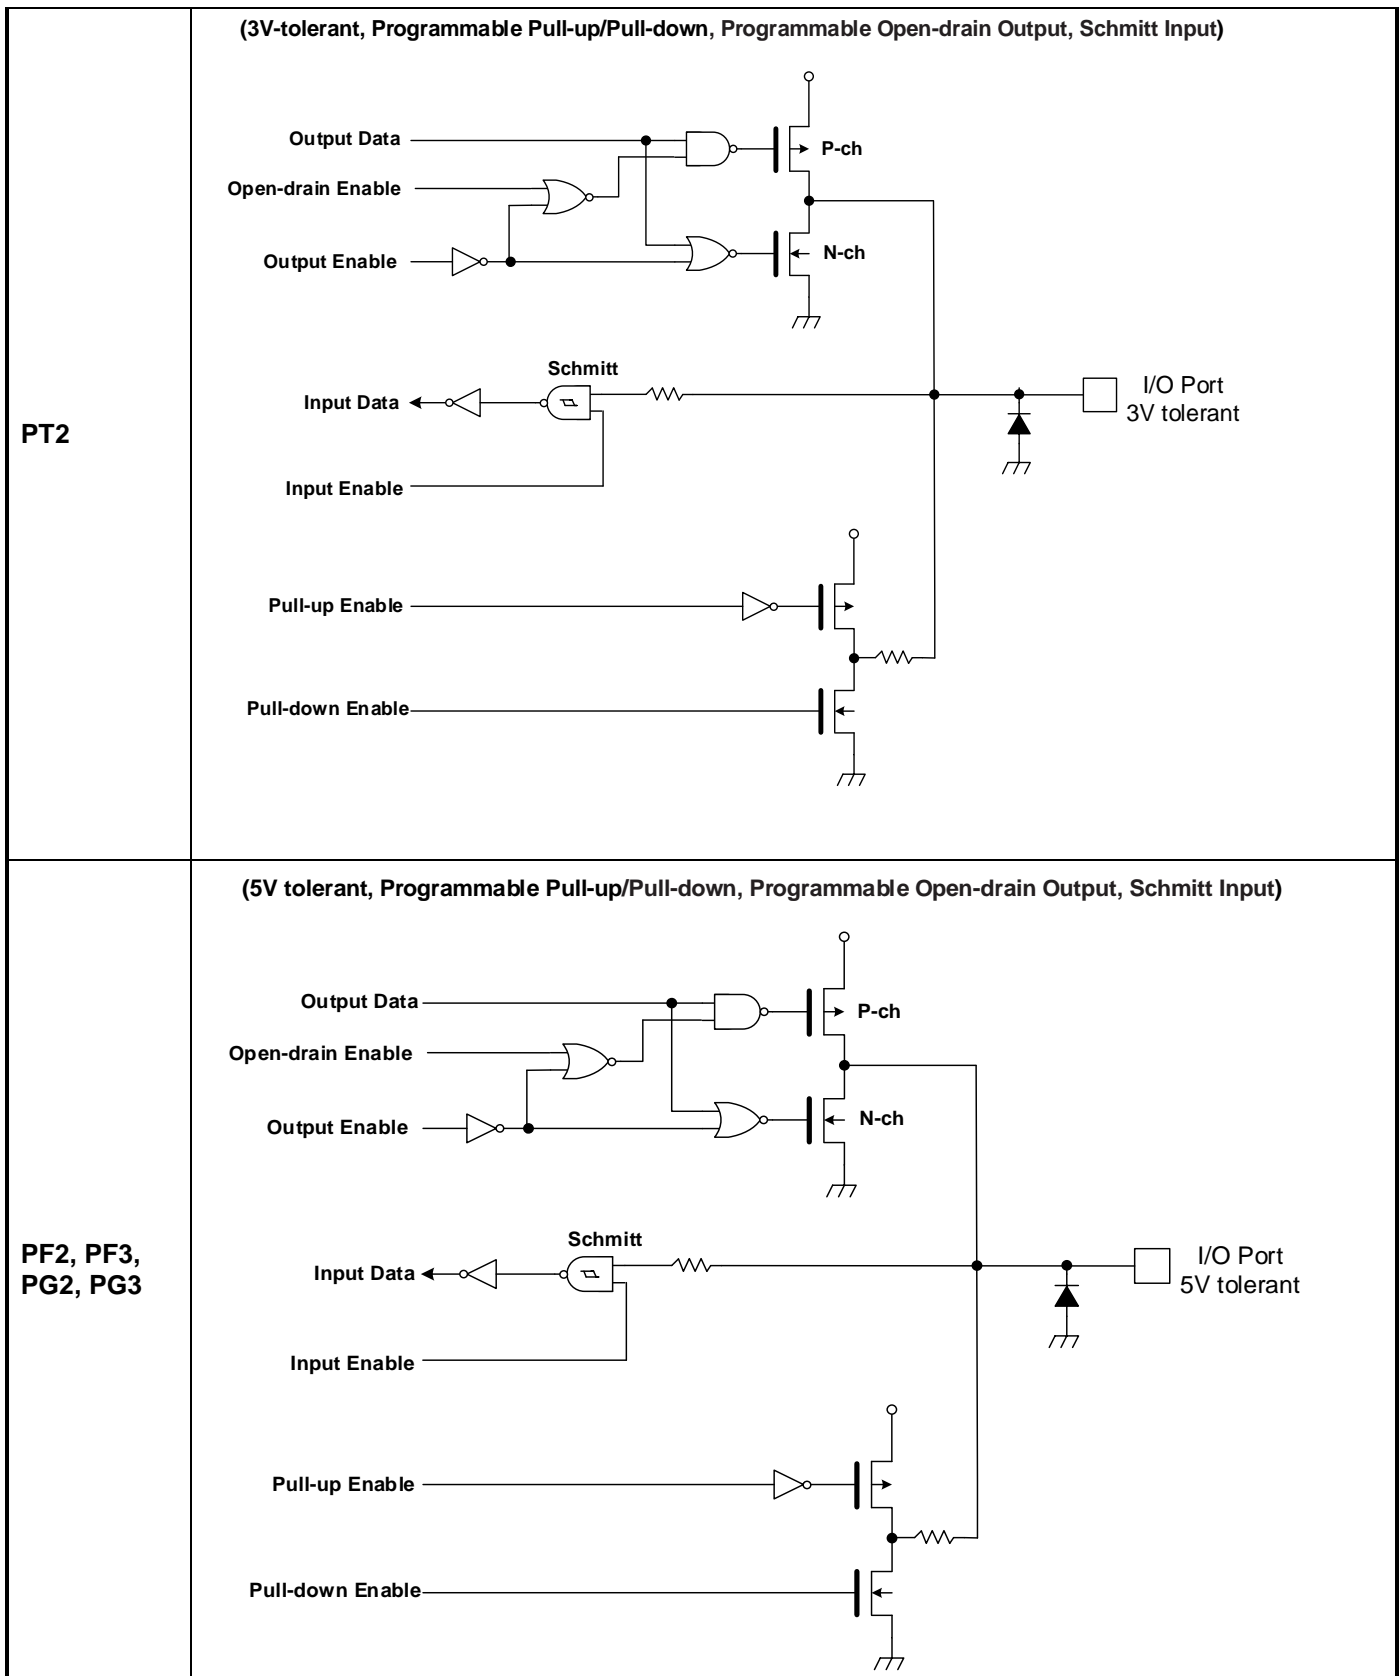 (3V-tolerant, Programmable Pull-up/Pull-down, Programmable Open-drain Output, Schmitt Input)
Output Data
P-ch
Open-drain Enable
Output Enable
N-ch
Schmitt
Input Data
I/O Port
3V tolerant
PT2
Input Enable
Pull-up Enable
Pull-down Enable
(5V tolerant, Programmable Pull-up/Pull-down, Programmable Open-drain Output, Schmitt Input)
Output Data
P-ch
Open-drain Enable
Output Enable
N-ch
Schmitt
Input Data
I/O Port
5V tolerant
PF2, PF3,
PG2, PG3
Input Enable
Pull-up Enable
Pull-down Enable